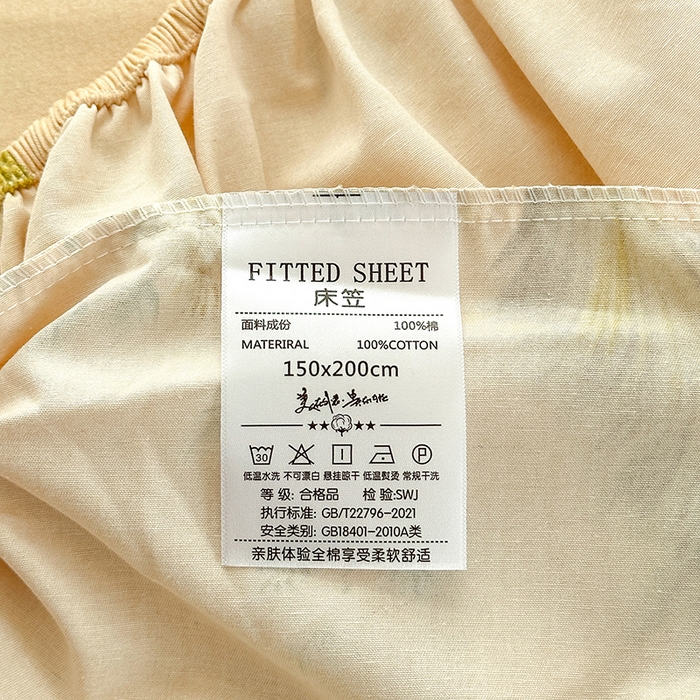 FITTED SHEET
床笠
面料成份 100%棉
MATERIRAL 100%COTTON
150x200cm
★★ ★★
30 P
低温水洗 不可漂白 悬挂晾干 低温熨烫 常规干洗
等 级: 合格品 检 验:SWJ
执行标准: GB/T22796-2021
安全类别: GB18401-2010A类
亲肤体验全棉享受柔软舒适